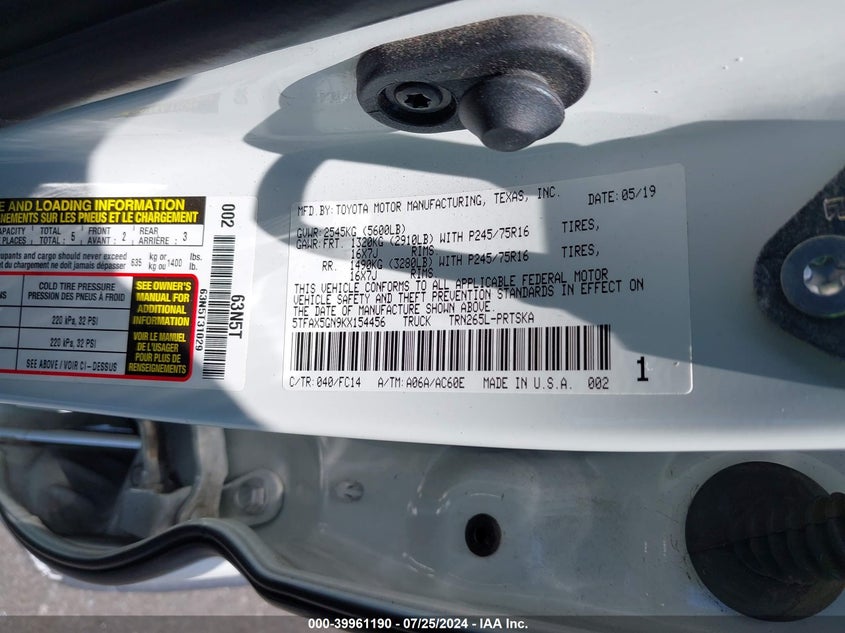 E AND LOADING INFORMATION
NEMENTS SUR LES PNEUS ET LE CHARGEMENT
CAPACITY TOTAL : 5 FRONT : 2 REAR : 3
PLACES TOTAL : 5 AVANT : 2 ARRIÈRE : 3
upants and cargo should never exceed 635 kg or 1400 lbs.
et du chargement ne doit jamais dépasser kg ou lb.
COLD TIRE PRESSURE
PRESSION DES PNEUS À FROID
220 kPa, 32 PSI
220 kPa, 32 PSI
SEE ABOVE / VOIR CI - DESSUS
SEE OWNER'S
MANUAL FOR
ADDITIONAL
INFORMATION
VOIR LE MANUEL
DE L'USAGER
POUR PLUS DE
RENSEIGNEMENTS
002
63N5T31029
63N5T
MFD.BY: TOYOTA MOTOR MANUFACTURING, TEXAS, INC. DATE: 05/19
GVWR: 2545KG (5600LB)
GAWR: FRT. 1320KG (2910LB) WITH P245/75R16 TIRES,
16X7J RIMS
RR. 1490KG (3280LB) WITH P245/75R16 TIRES,
16X7J RIMS
THIS VEHICLE CONFORMS TO ALL APPLICABLE FEDERAL MOTOR
VEHICLE SAFETY AND THEFT PREVENTION STANDARDS IN EFFECT ON
THE DATE OF MANUFACTURE SHOWN ABOVE.
5TFAX5GN9KX154456 TRUCK TRN265L-PRTSKA
C/TR: 040/FC14 A/TM: A06A/AC60E MADE IN U.S.A. 002 1
000-39961190 - 07/25/2024 - IAA Inc.